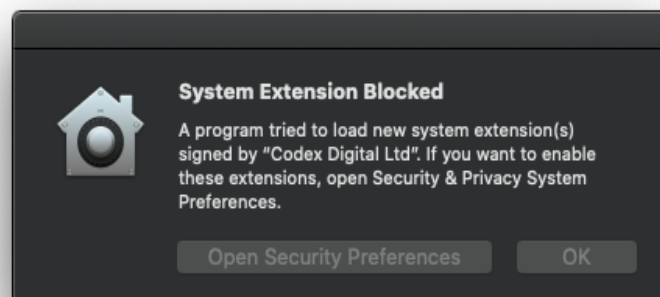 System Extension Blocked
A program tried to load new system extension(s)
signed by “Codex Digital Ltd”. If you want to enable
these extensions, open Security & Privacy System
Preferences.
Open Security Preferences
OK